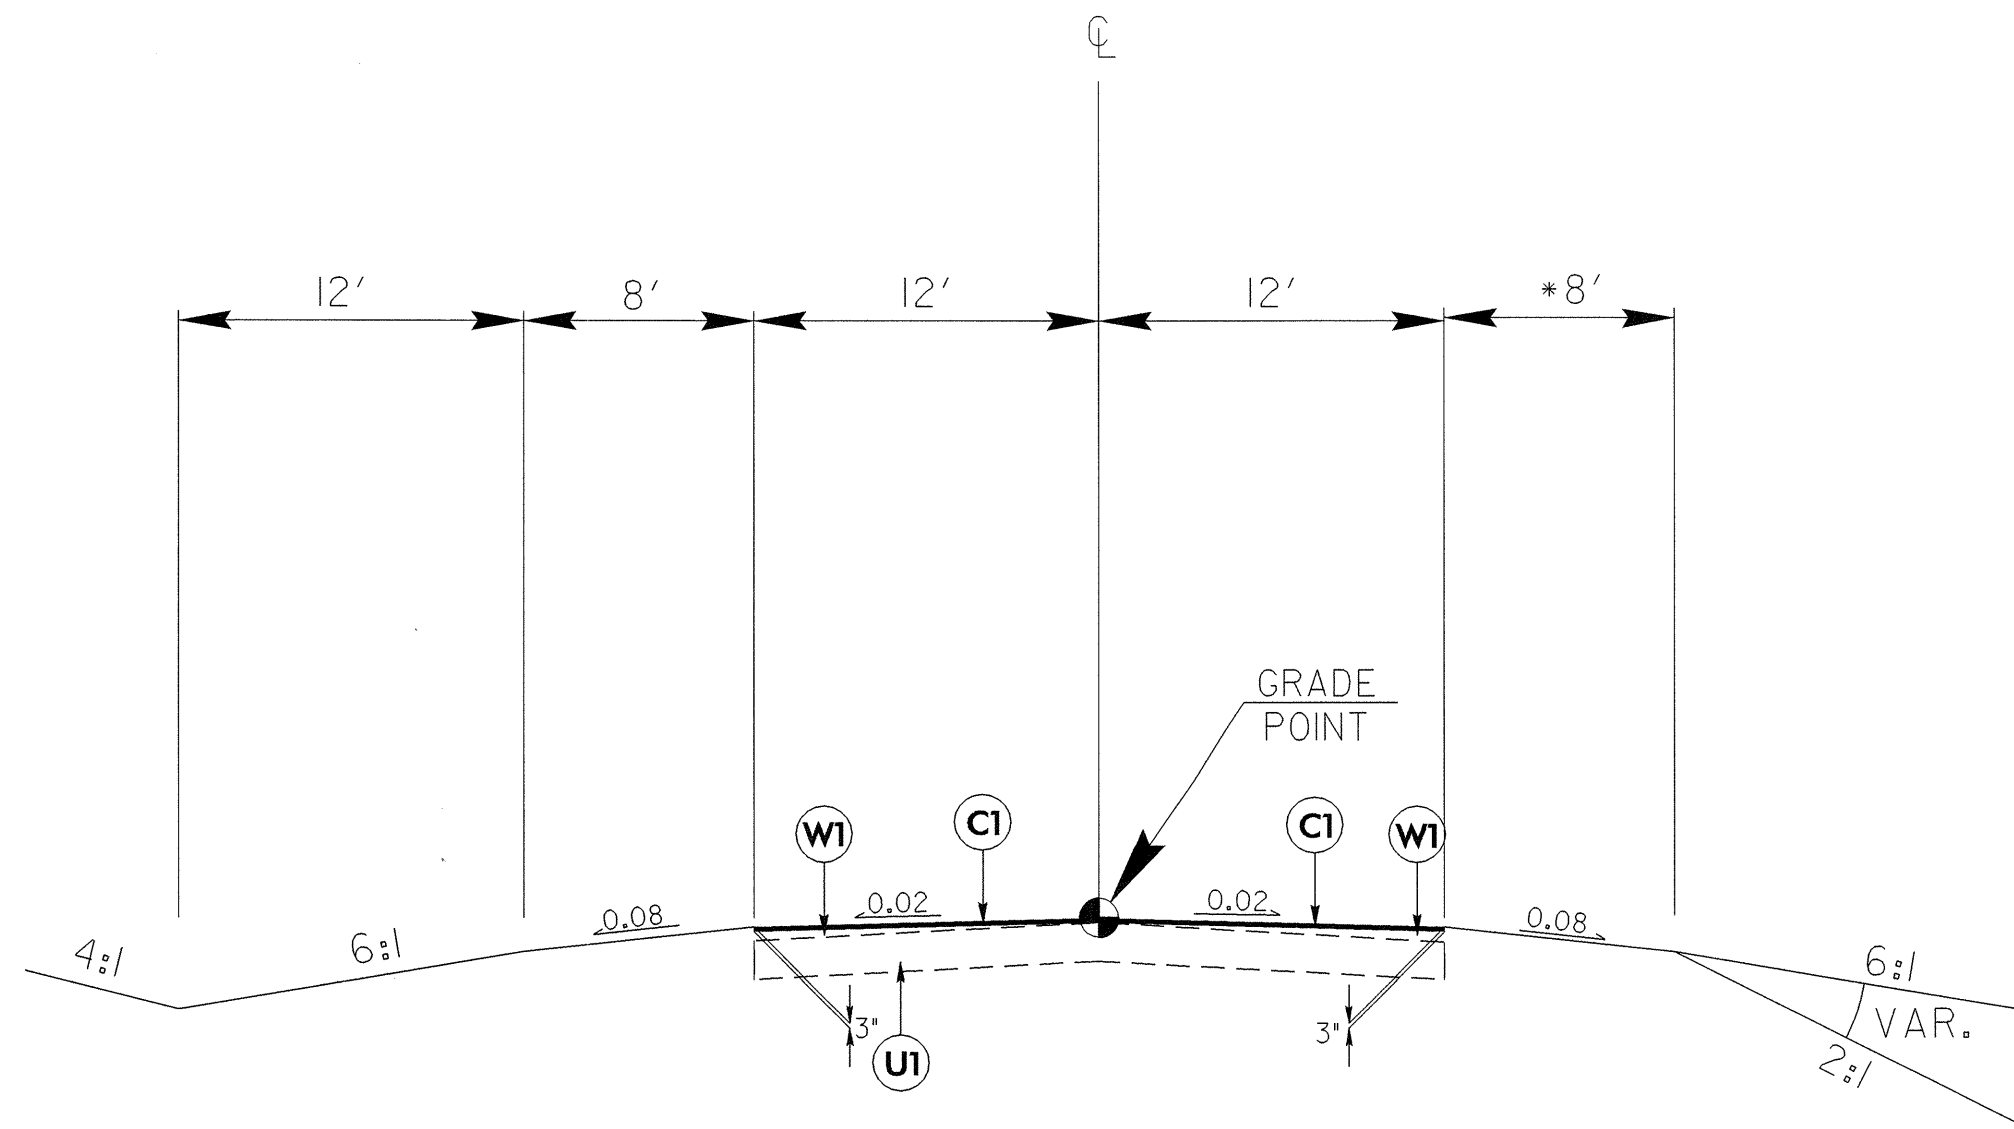 ℄
12' 8' 12' 12' *8'
GRADE
POINT
W1 C1 C1 W1
0.08 0.02 0.02 0.08
4:1 6:1 6:1
3" 3" VAR.
U1 2:1